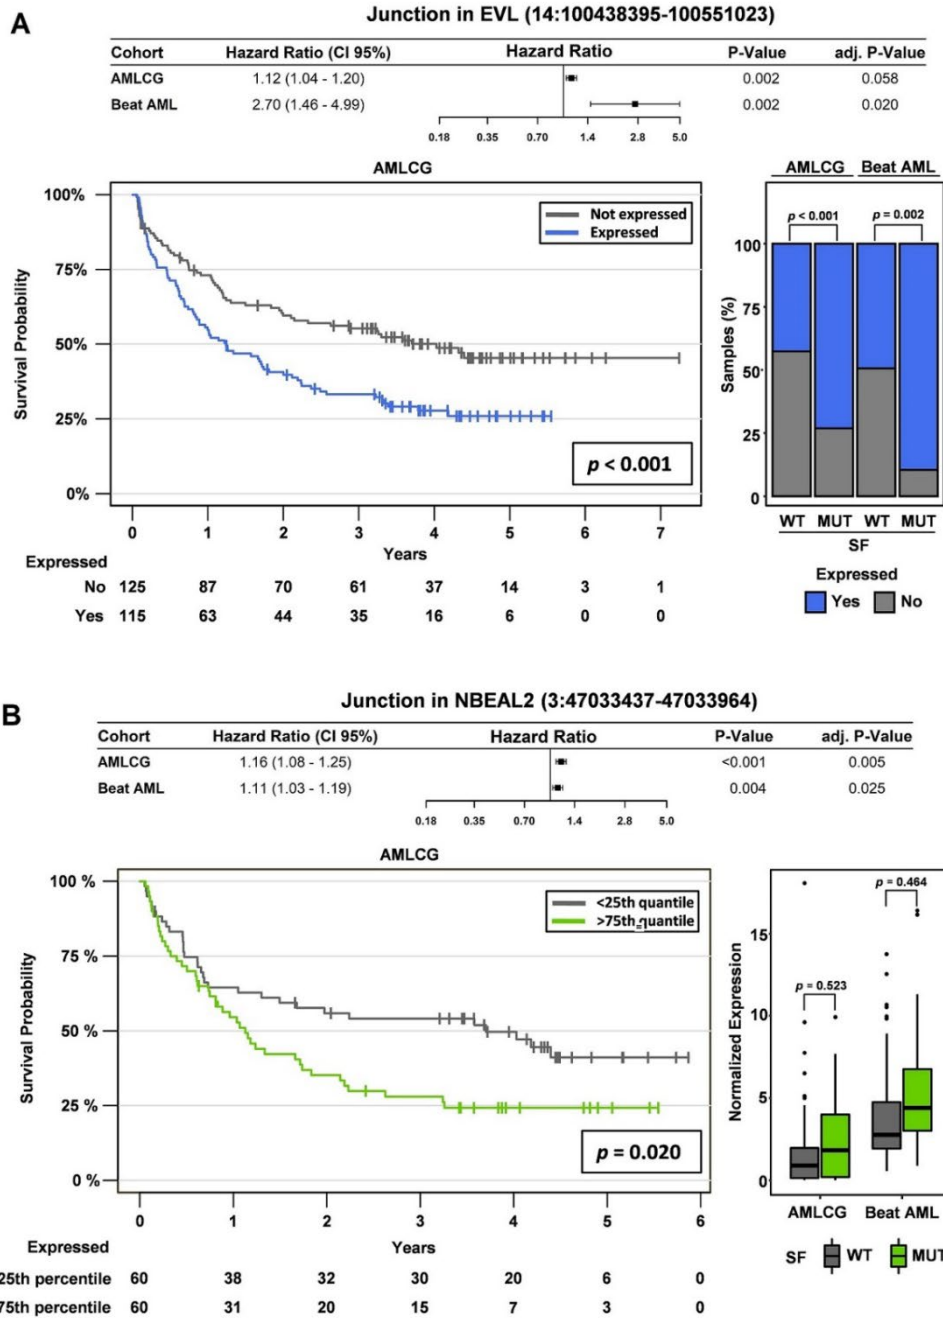 A
Junction in EVL (14:100438395-100551023)
Cohort Hazard Ratio (CI 95%) Hazard Ratio P-Value adj. P-Value
AMLCG 1.12 (1.04 - 1.20) 0.002 0.058
Beat AML 2.70 (1.46 - 4.99) 0.002 0.020
0.18 0.35 0.70 1.4 2.8 5.0
AMLCG
Survival Probability
100%
75%
50%
25%
0%
Not expressed
Expressed
p < 0.001
0 1 2 3 4 5 6 7
Years
Expressed
No 125 87 70 61 37 14 3 1
Yes 115 63 44 35 16 6 0 0
AMLCG Beat AML
p < 0.001 p = 0.002
Samples (%)
100
75
50
25
0
WT MUT WT MUT
SF
Expressed
Yes No
B
Junction in NBEAL2 (3:47033437-47033964)
Cohort Hazard Ratio (CI 95%) Hazard Ratio P-Value adj. P-Value
AMLCG 1.16 (1.08 - 1.25) <0.001 0.005
Beat AML 1.11 (1.03 - 1.19) 0.004 0.025
0.18 0.35 0.70 1.4 2.8 5.0
AMLCG
Survival Probability
100 %
75 %
50 %
25 %
0 %
<25th quantile
>75th quantile
p = 0.020
0 1 2 3 4 5 6
Years
Expressed
25th percentile 60 38 32 30 20 6 0
75th percentile 60 31 20 15 7 3 0
Normalized Expression
15
10
5
0
p = 0.523
p = 0.464
AMLCG Beat AML
SF WT MUT